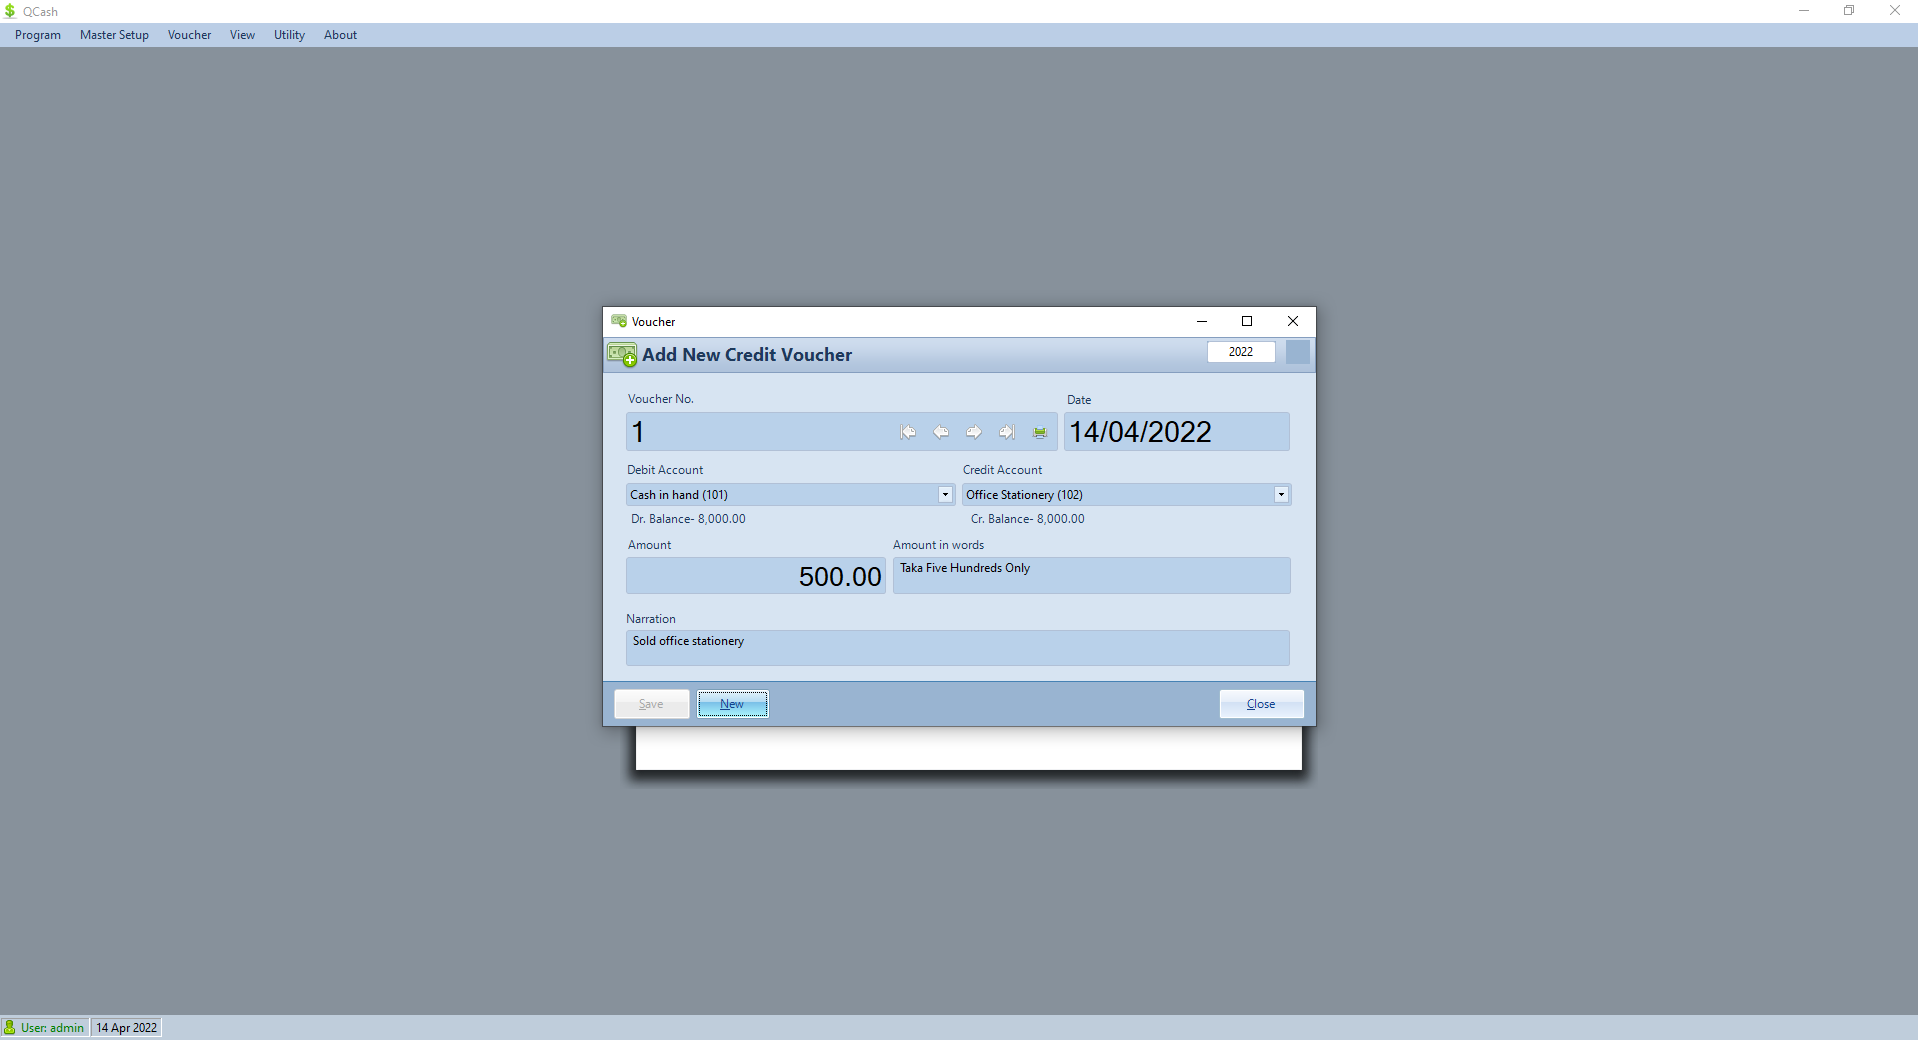 QCash
Program Master Setup Voucher View Utility About
Voucher
Add New Credit Voucher 2022
Voucher No. Date
1 14/04/2022
Debit Account Credit Account
Cash in hand (101) Office Stationery (102)
Dr. Balance- 8,000.00 Cr. Balance- 8,000.00
Amount Amount in words
500.00 Taka Five Hundreds Only
Narration
Sold office stationery
Save New Close
User: admin 14 Apr 2022